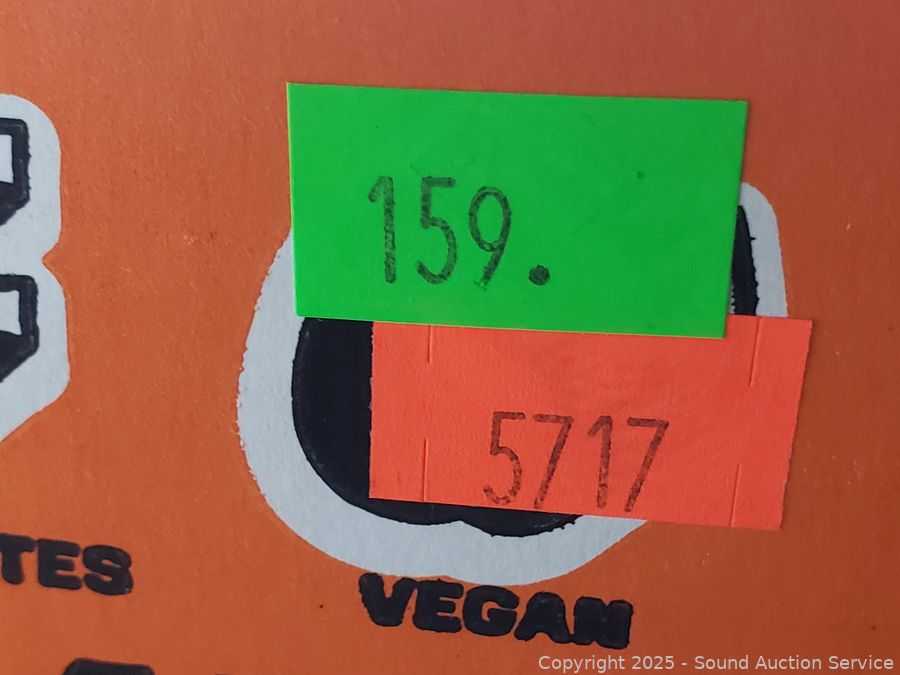 159.
5717
TES
VEGAN
Copyright 2025 - Sound Auction Service